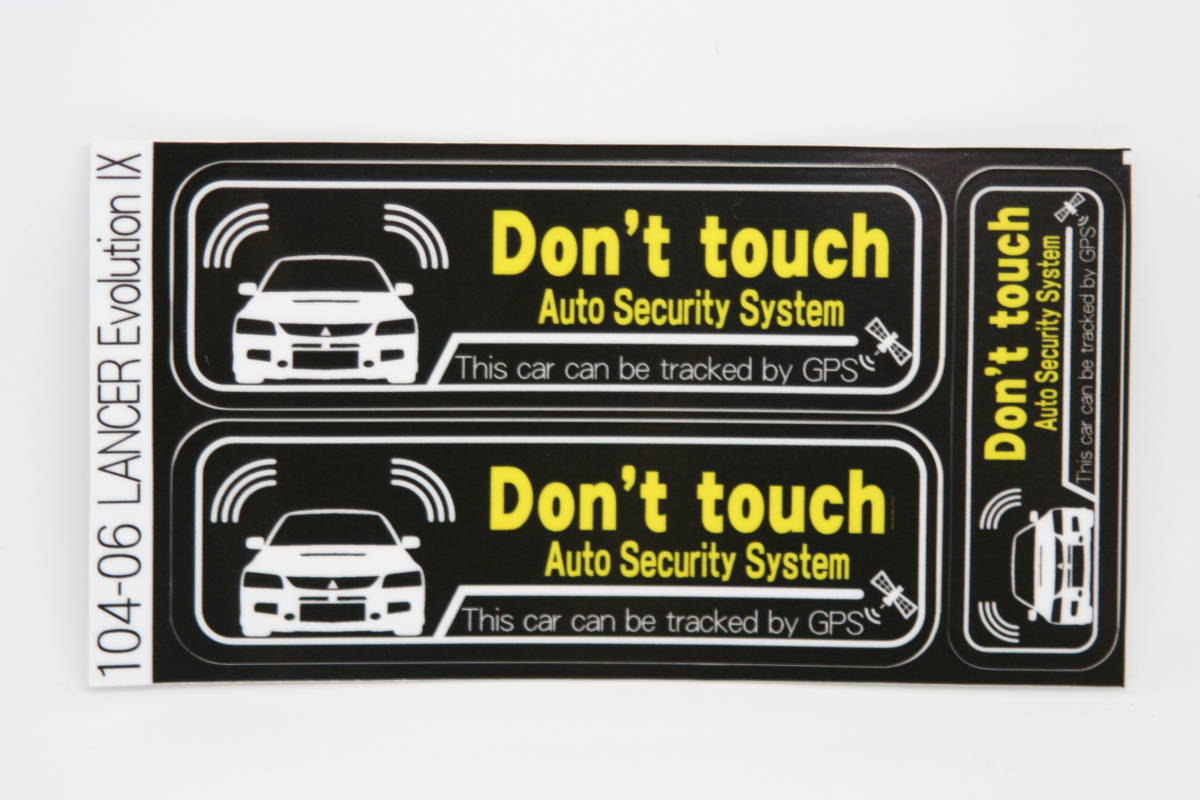 104-06 LANCER Evolution IX
Don't touch
Auto Security System
This car can be tracked by GPS
Don't touch
Auto Security System
This car can be tracked by GPS
Don't touch
Auto Security System
This car can be tracked by GPS